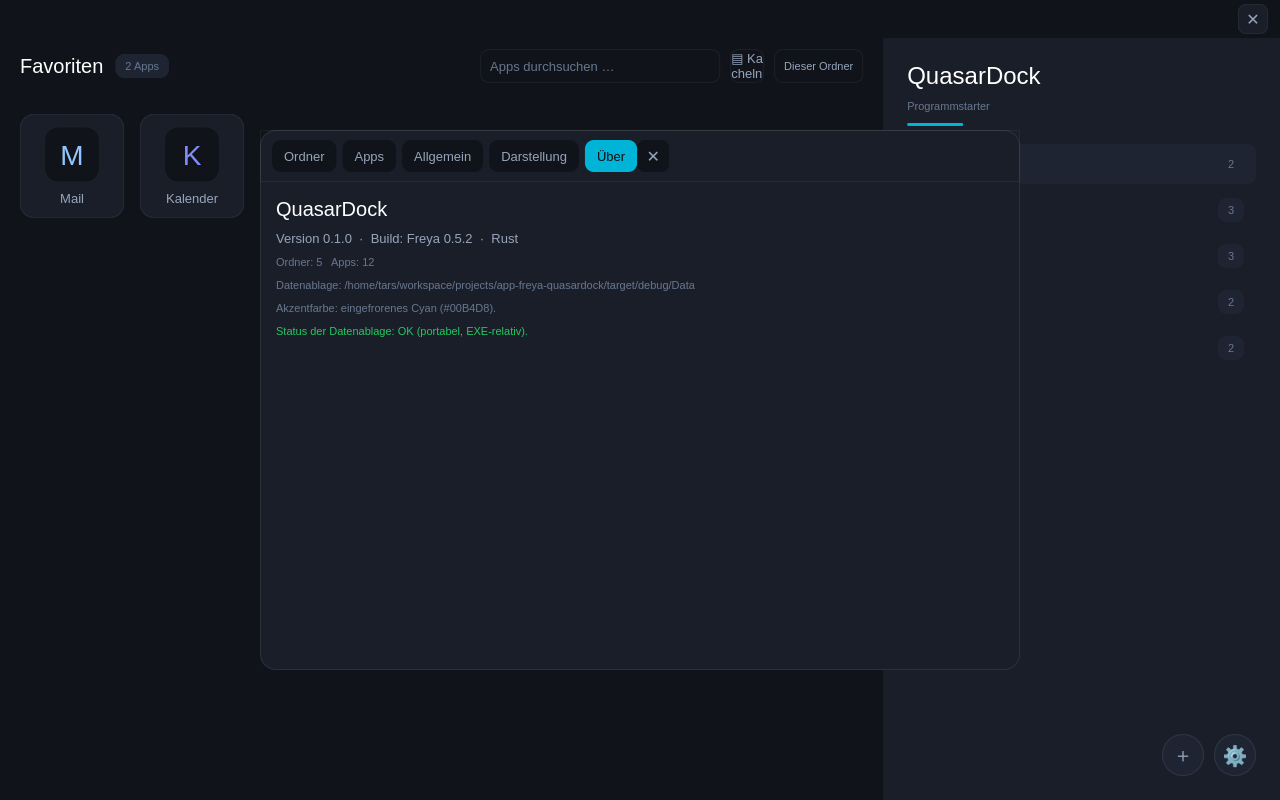 ✕
Favoriten
2 Apps
Apps durchsuchen …
▤ Ka
cheln
Dieser Ordner
QuasarDock
Programmstarter
M
Mail
K
Kalender
Ordner
Apps
Allgemein
Darstellung
Über
✕
QuasarDock
Version 0.1.0 · Build: Freya 0.5.2 · Rust
Ordner: 5 Apps: 12
Datenablage: /home/tars/workspace/projects/app-freya-quasardock/target/debug/Data
Akzentfarbe: eingefrorenes Cyan (#00B4D8).
Status der Datenablage: OK (portabel, EXE-relativ).
2
3
3
2
2
+